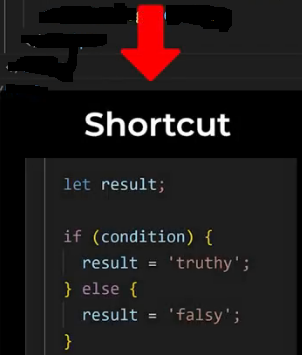 Shortcut
let result;
if (condition) {
result = 'truthy';
} else {
result = 'falsy';
}